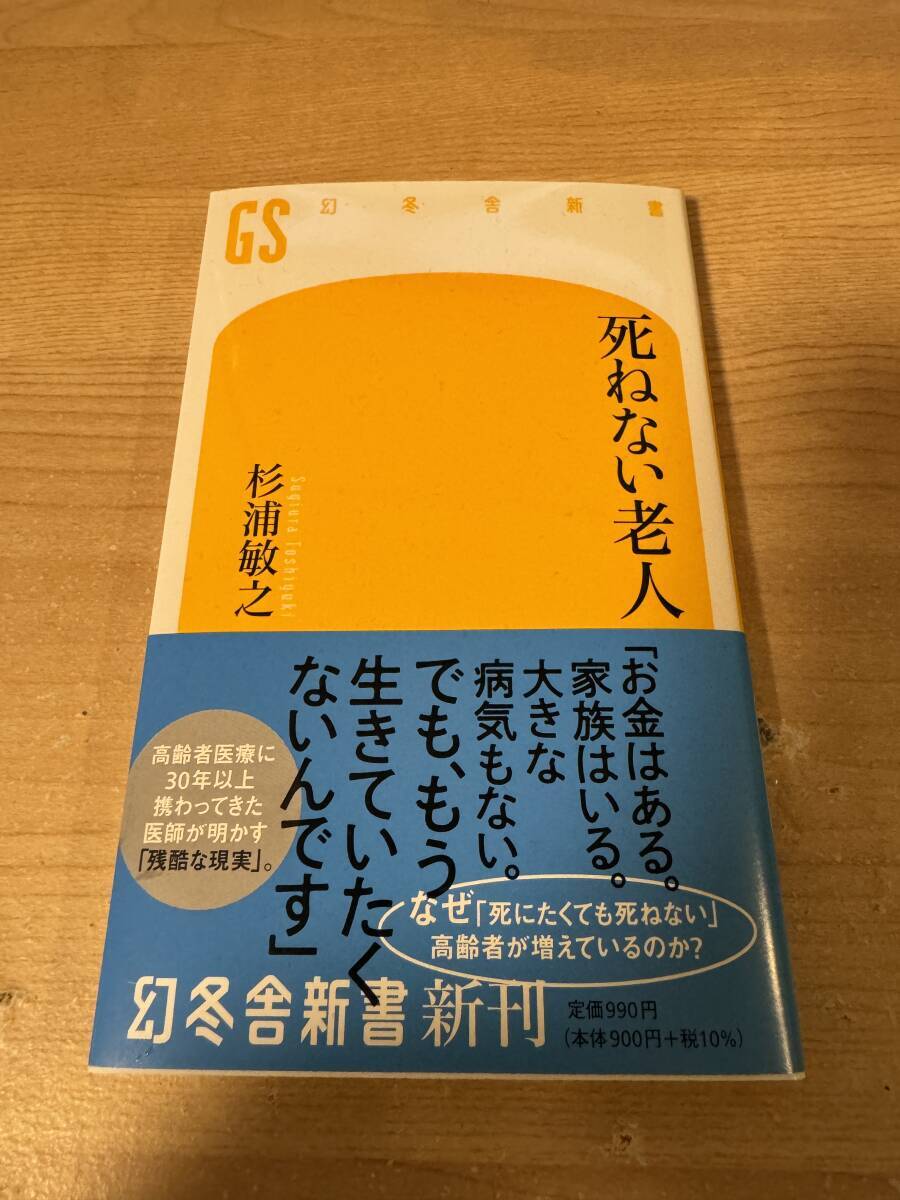 GS
幻冬舎新書
死ねない老人
杉浦敏之
Sugiura Toshiyuki
「お金はある。
家族はいる。
大きな
病気もない。
でも、もう
生きていたく
ないんです」
高齢者医療に
30年以上
携わってきた
医師が明かす
「残酷な現実」。
なぜ「死にたくても死ねない」
高齢者が増えているのか?
幻冬舎新書 新刊
定価990円
(本体900円+税10%)